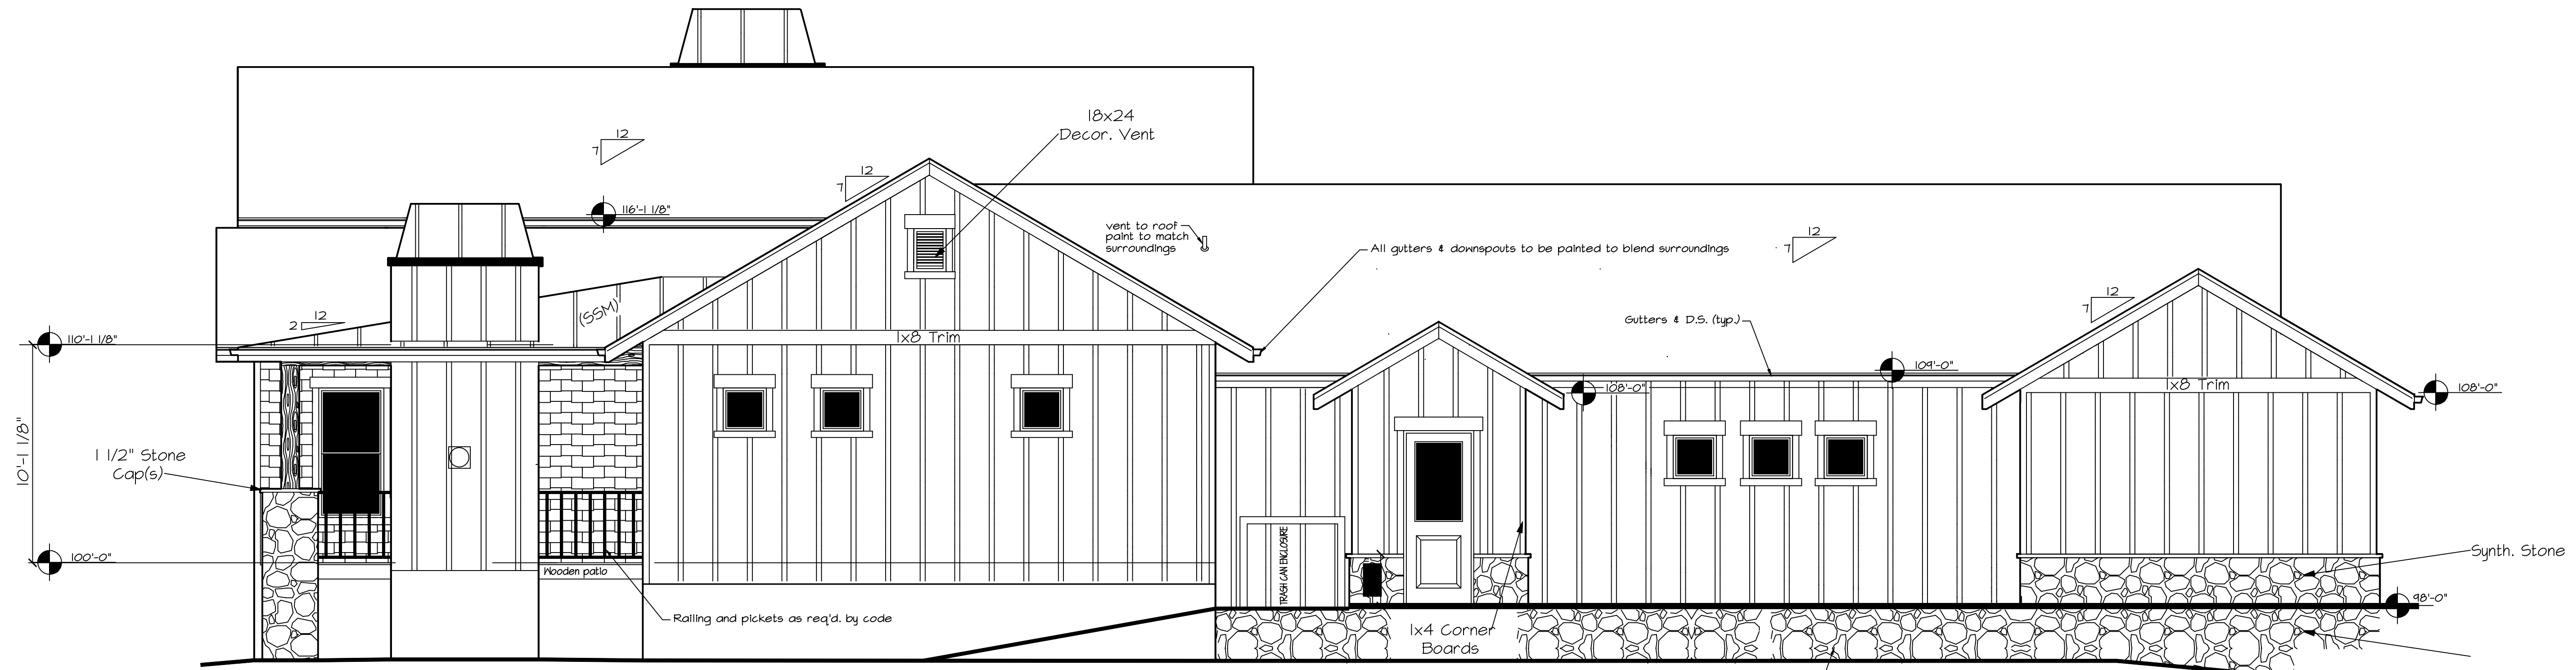 18x24
Decor. Vent
12
7
12
7
116'-1 1/8"
vent to roof
paint to match
surroundings
All gutters & downspouts to be painted to blend surroundings
12
7
(SSM)
12
2
12
7
Gutters & D.S. (typ.)
110'-1 1/8"
1x8 Trim
109'-0"
108'-0"
1x8 Trim
108'-0"
10'-1 1/8"
1 1/2" Stone
Cap(s)
100'-0"
Wooden patio
TRASH CAN ENCLOSURE
Synth. Stone
98'-0"
Railing and pickets as req'd. by code
1x4 Corner
Boards